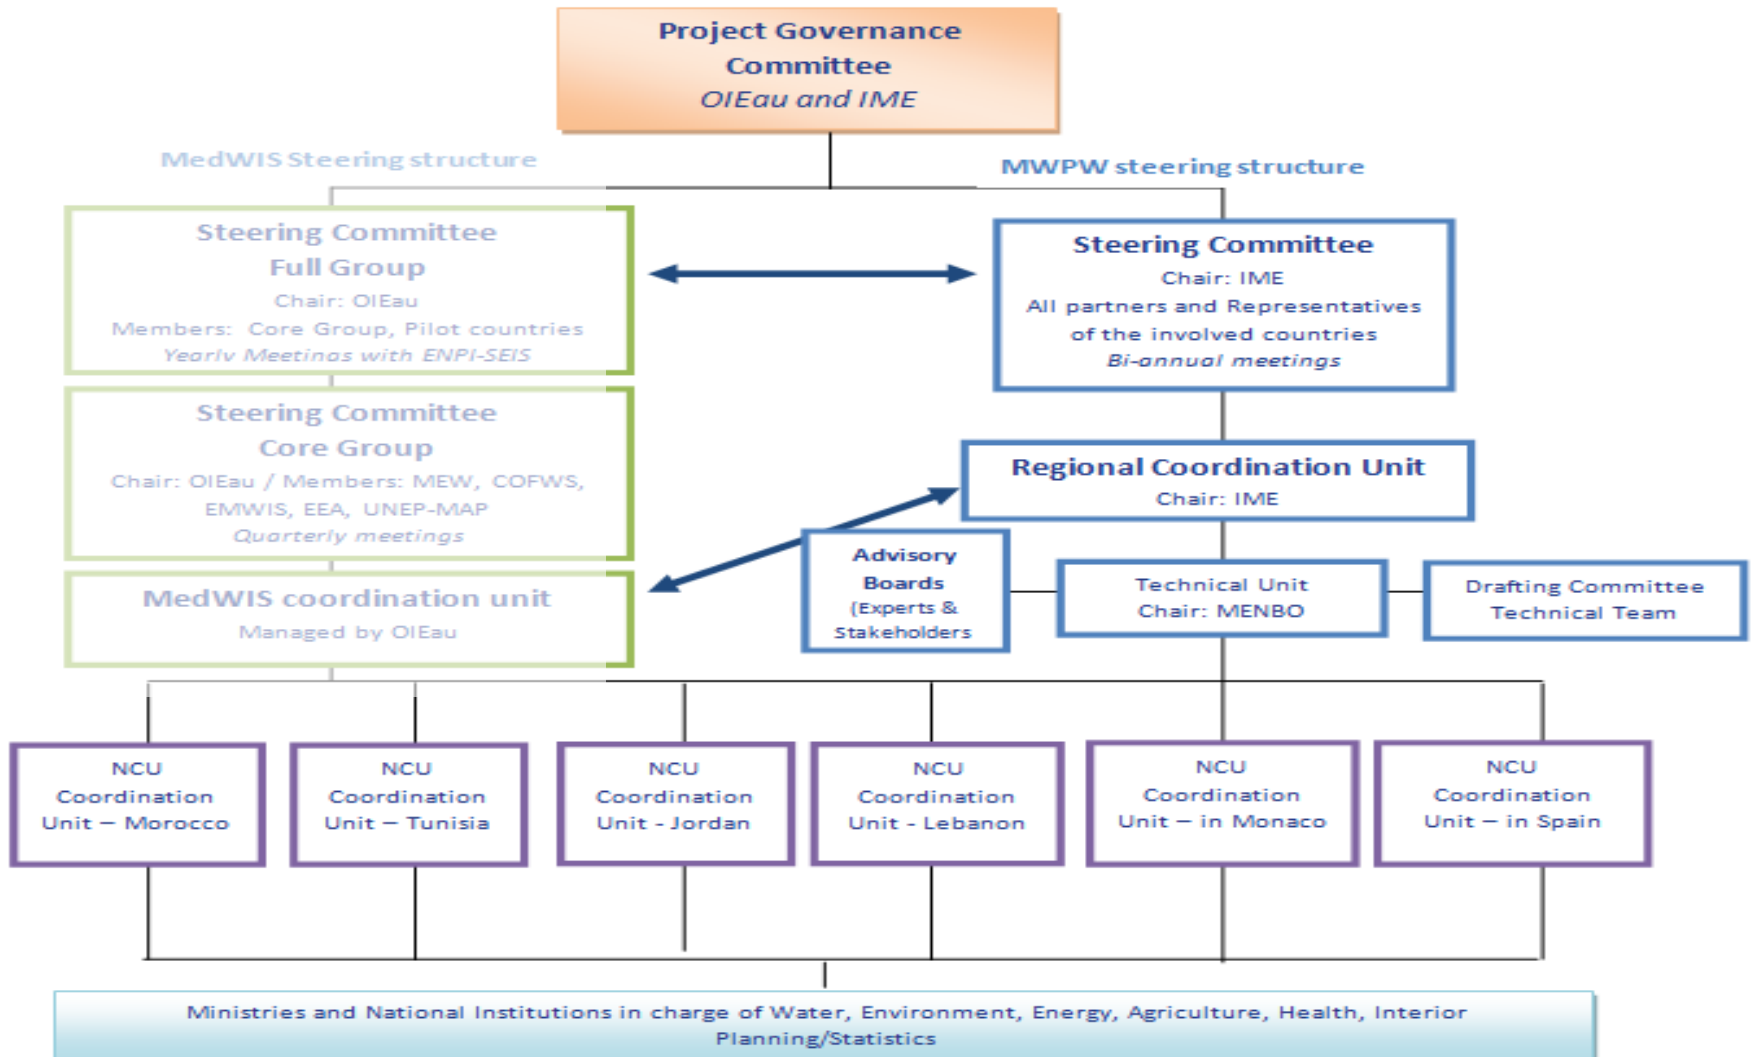 Project Governance
Committee
OIEau and IME
MedWIS Steering structure
MWPW steering structure
Steering Committee
Full Group
Chair: OIEau
Members:  Core Group, Pilot countries
Yearly Meetings with ENPI-SEIS
Steering Committee
Chair: IME
All partners and Representatives
of the involved countries
Bi-annual meetings
Steering Committee
Core Group
Chair: OIEau / Members: MEW, COFWS,
EMWIS, EEA, UNEP-MAP
Quarterly meetings
Regional Coordination Unit
Chair: IME
MedWIS coordination unit
Managed by OIEau
Advisory
Boards
(Experts &
Stakeholders
Technical Unit
Chair: MENBO
Drafting Committee
Technical Team
NCU
Coordination
Unit – Morocco
NCU
Coordination
Unit – Tunisia
NCU
Coordination
Unit - Jordan
NCU
Coordination
Unit - Lebanon
NCU
Coordination
Unit – in Monaco
NCU
Coordination
Unit – in Spain
Ministries and National Institutions in charge of Water, Environment, Energy, Agriculture, Health, Interior
Planning/Statistics